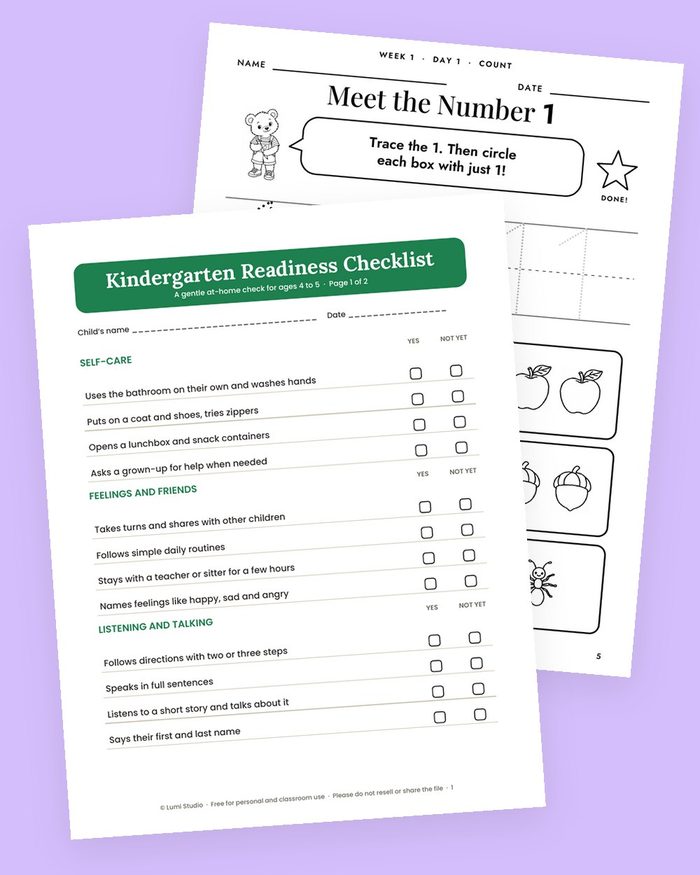 WEEK 1 · DAY 1 · COUNT
NAME
DATE
Meet the Number 1
Trace the 1. Then circle
each box with just 1!
DONE!
5
Kindergarten Readiness Checklist
A gentle at-home check for ages 4 to 5 · Page 1 of 2
Child's name
Date
SELF-CARE
YES
NOT YET
Uses the bathroom on their own and washes hands
Puts on a coat and shoes, tries zippers
Opens a lunchbox and snack containers
Asks a grown-up for help when needed
FEELINGS AND FRIENDS
YES
NOT YET
Takes turns and shares with other children
Follows simple daily routines
Stays with a teacher or sitter for a few hours
Names feelings like happy, sad and angry
LISTENING AND TALKING
YES
NOT YET
Follows directions with two or three steps
Speaks in full sentences
Listens to a short story and talks about it
Says their first and last name
© Lumi Studio · Free for personal and classroom use · Please do not resell or share the file · 1